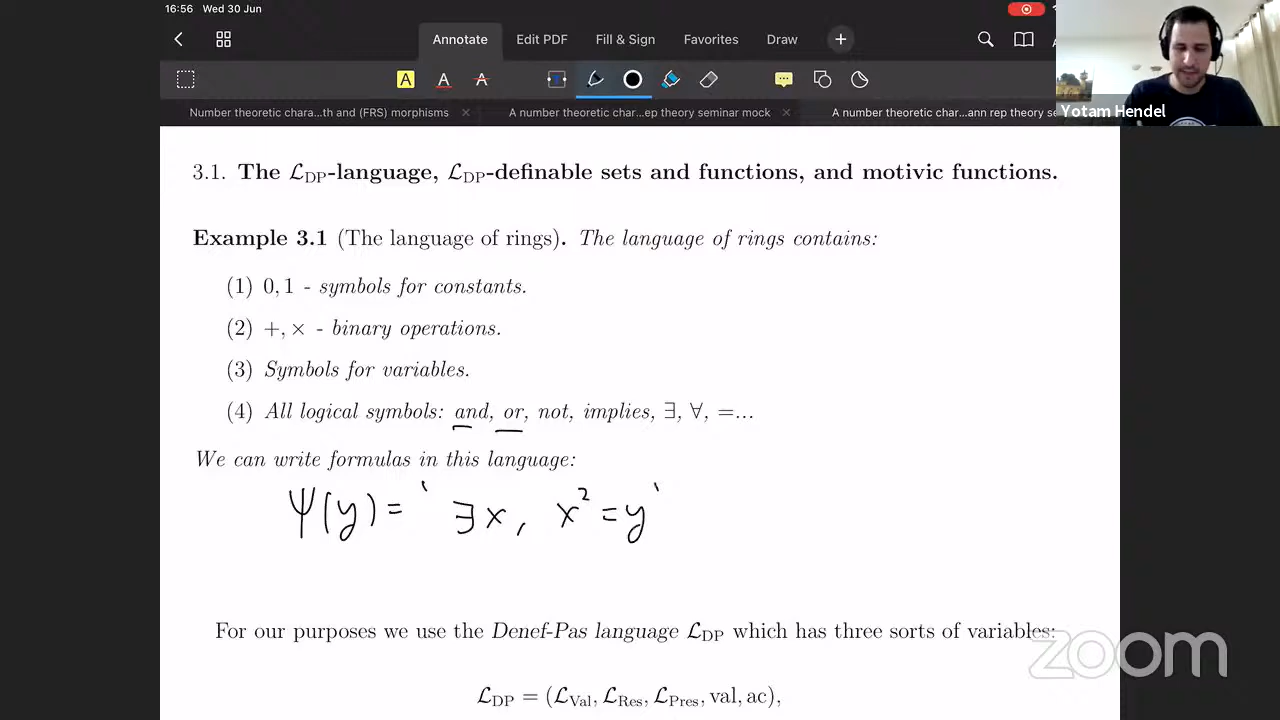 16:56 Wed 30 Jun
Annotate Edit PDF Fill & Sign Favorites Draw
Yotam Hendel
Number theoretic chara...th and (FRS) morphisms A number theoretic char...ep theory seminar mock A number theoretic char...ann rep theory se
3.1. The ℒ_DP-language, ℒ_DP-definable sets and functions, and motivic functions.
Example 3.1 (The language of rings). The language of rings contains:
(1) 0, 1 - symbols for constants.
(2) +, × - binary operations.
(3) Symbols for variables.
(4) All logical symbols: and, or, not, implies, ∃, ∀, =...
We can write formulas in this language:
Ψ(y) = ' ∃x, x² = y '
For our purposes we use the Denef-Pas language ℒ_DP which has three sorts of variables:
zoom
ℒ_DP = (ℒ_Val, ℒ_Res, ℒ_Pres, val, ac),